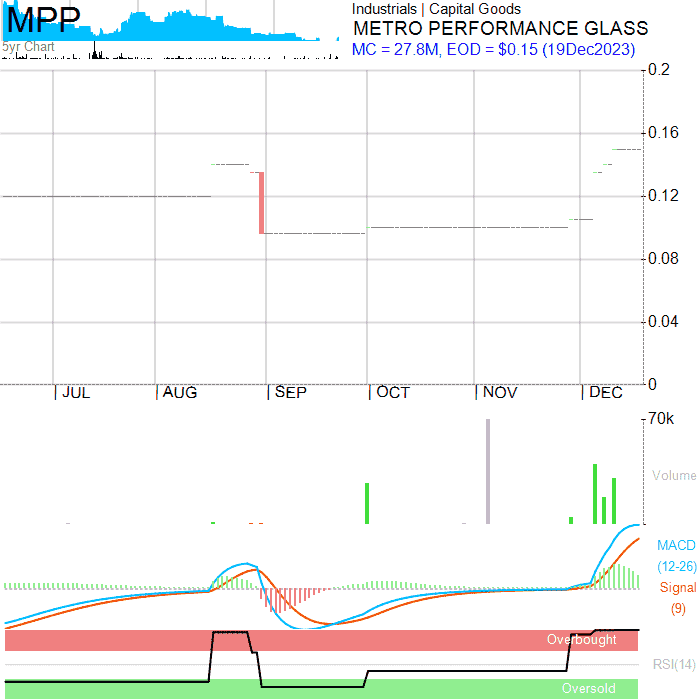 MPP
5yr Chart
Industrials | Capital Goods
METRO PERFORMANCE GLASS
MC = 27.8M, EOD = $0.15 (19Dec2023)
0.2
0.16
0.12
0.08
0.04
0
JUL
AUG
SEP
OCT
NOV
DEC
70k
Volume
MACD
(12-26)
Signal
(9)
Overbought
RSI(14)
Oversold